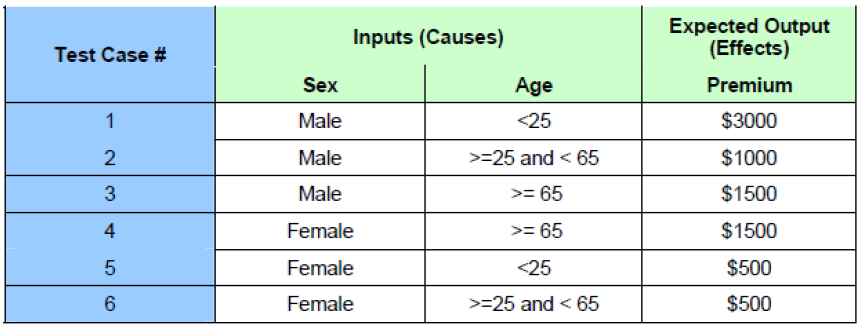 Test Case # Inputs (Causes) Expected Output
(Effects)
Sex Age Premium
1 Male <25 $3000
2 Male >=25 and < 65 $1000
3 Male >= 65 $1500
4 Female >= 65 $1500
5 Female <25 $500
6 Female >=25 and < 65 $500